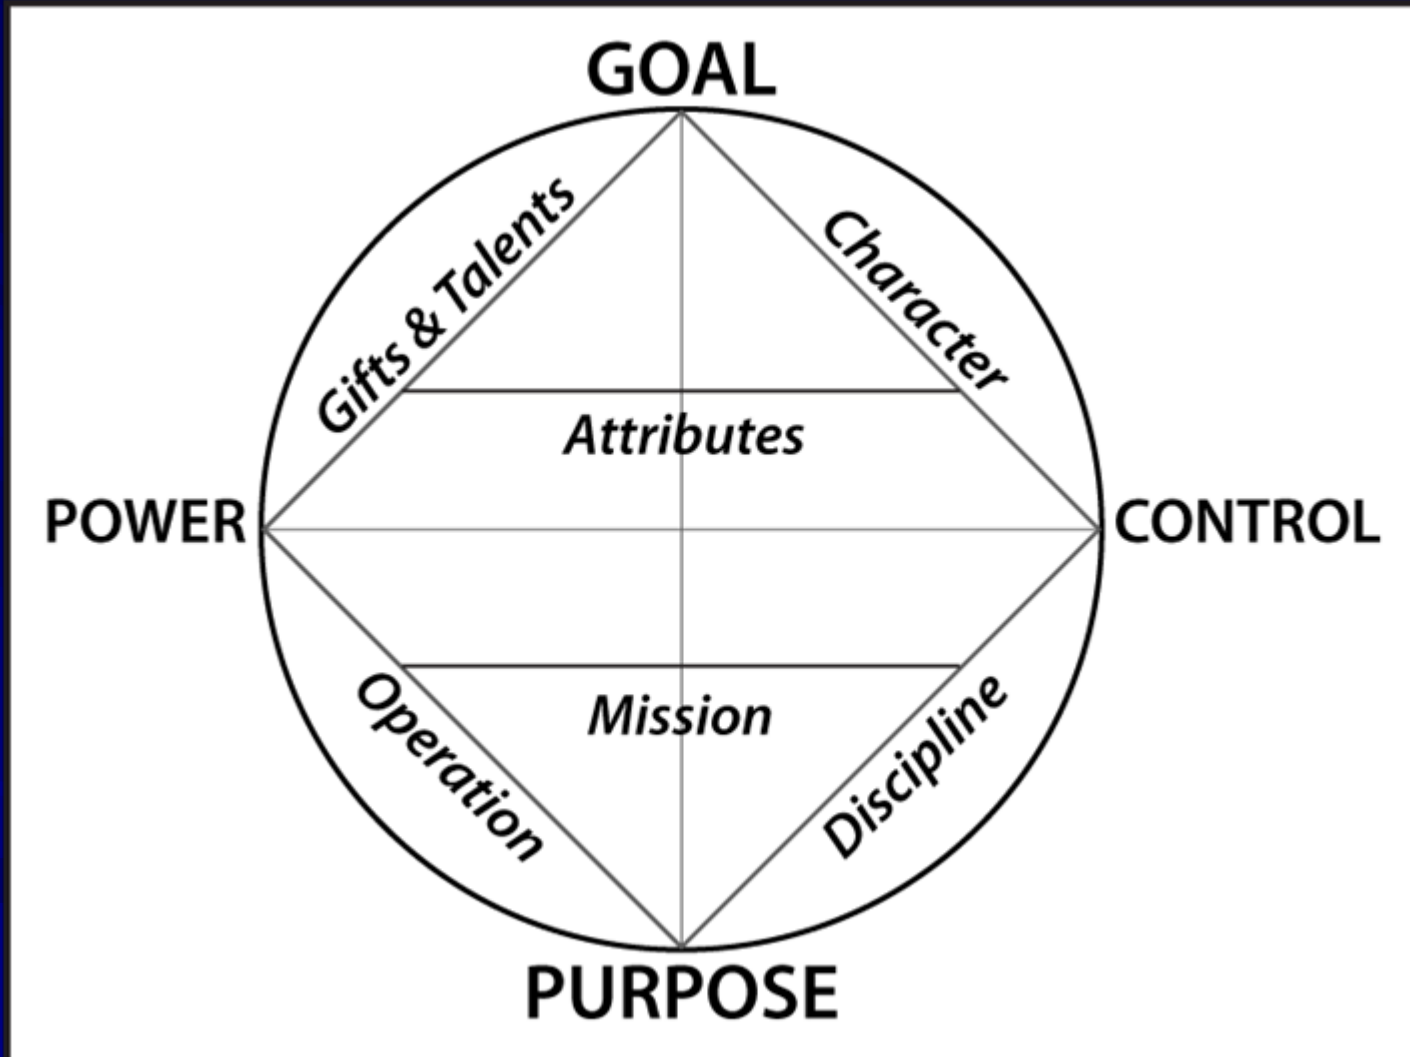 GOAL
Gifts & Talents
Character
Attributes
POWER
CONTROL
Operation
Mission
Discipline
PURPOSE